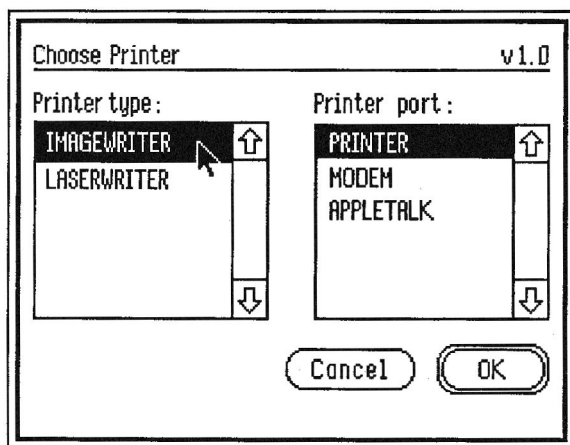 Choose Printer v1.0
Printer type: Printer port:
IMAGEWRITER PRINTER
LASERWRITER MODEM
APPLETALK
Cancel OK